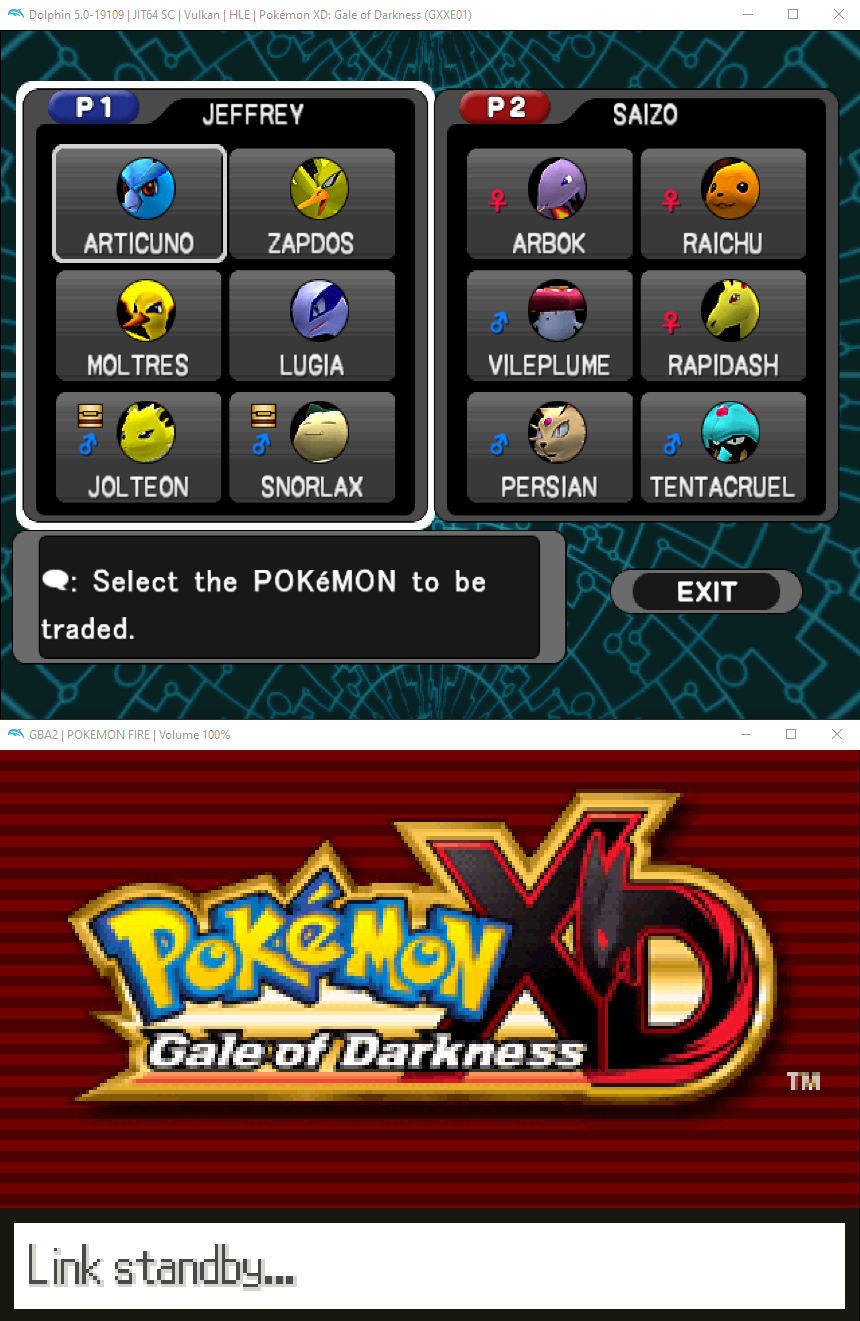 Dolphin 5.0-19109 | JIT64 SC | Vulkan | HLE | Pokémon XD: Gale of Darkness (GXXE01)
P1 JEFFREY
P2 SAIZO
ARTICUNO ZAPDOS
ARBOK RAICHU
MOLTRES LUGIA
VILEPLUME RAPIDASH
JOLTEON SNORLAX
PERSIAN TENTACRUEL
: Select the POKéMON to be
traded.
EXIT
GBA2 | POKEMON FIRE | Volume 100%
POKéMON XD
Gale of Darkness
TM
Link standby...